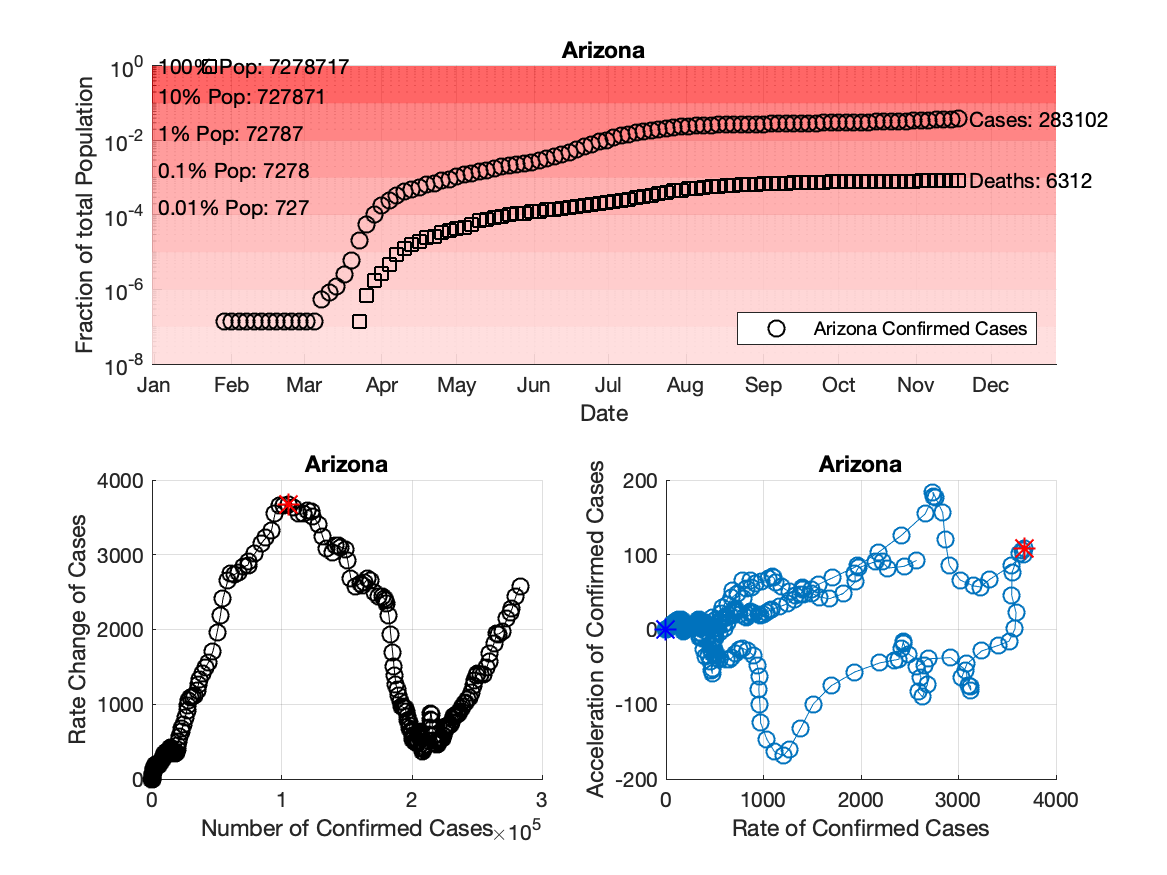 Arizona
10^0
10^-2
10^-4
10^-6
10^-8
Fraction of total Population
100% Pop: 7278717
10% Pop: 727871
1% Pop: 72787
0.1% Pop: 7278
0.01% Pop: 727
Cases: 283102
Deaths: 6312
Arizona Confirmed Cases
Jan Feb Mar Apr May Jun Jul Aug Sep Oct Nov Dec
Date
Arizona
4000
3000
2000
1000
0
Rate Change of Cases
0 1 2 3
Number of Confirmed Cases ×10^5
Arizona
200
100
0
-100
-200
Acceleration of Confirmed Cases
0 1000 2000 3000 4000
Rate of Confirmed Cases